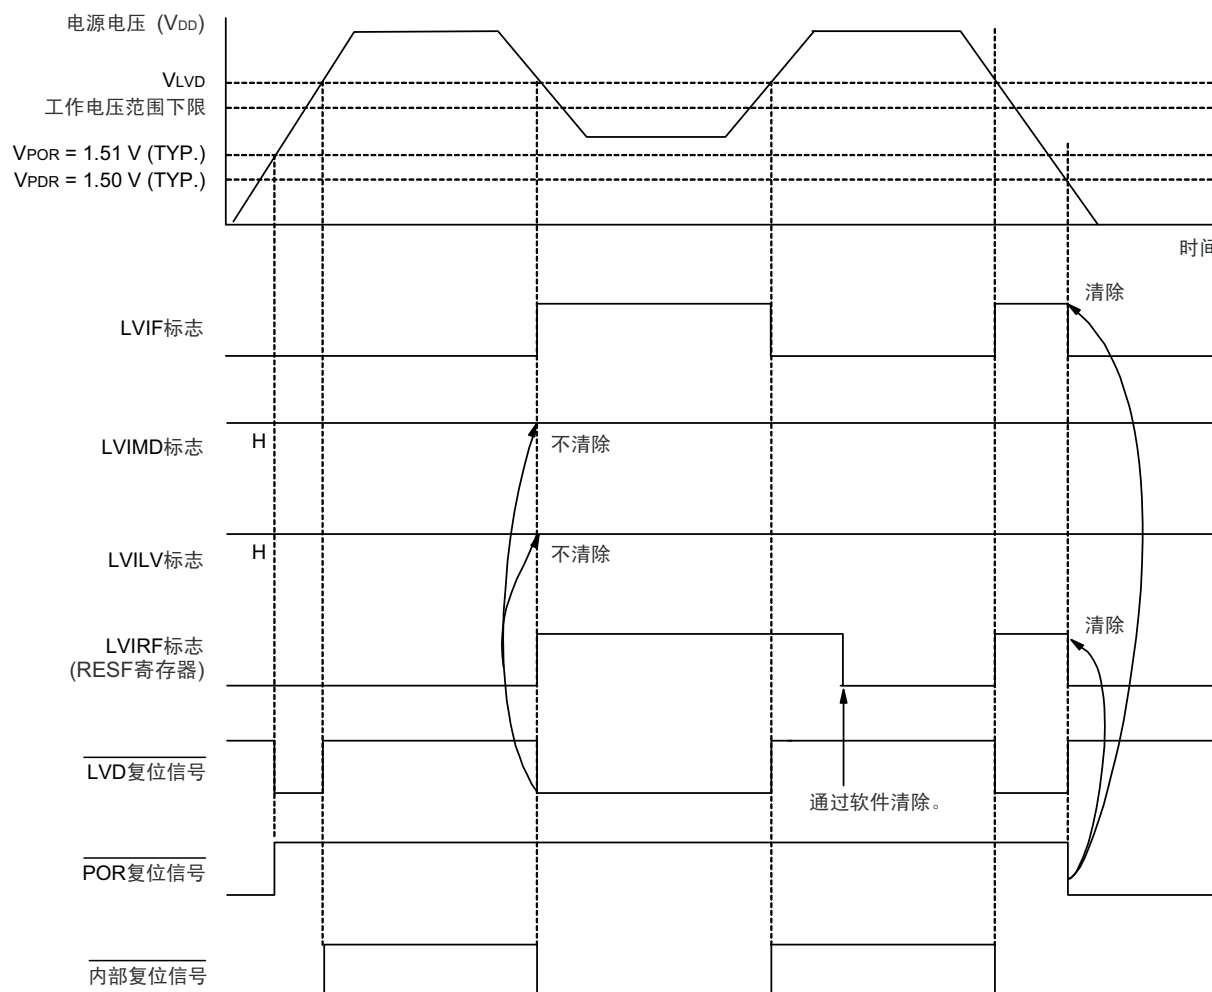 电源电压 (VDD)
VLVD
工作电压范围下限
VPOR = 1.51 V (TYP.)
VPDR = 1.50 V (TYP.)
时间
清除
LVIF标志
H
不清除
LVIMD标志
H
不清除
LVILV标志
清除
LVIRF标志
(RESF寄存器)
LVD复位信号
通过软件清除。
POR复位信号
内部复位信号